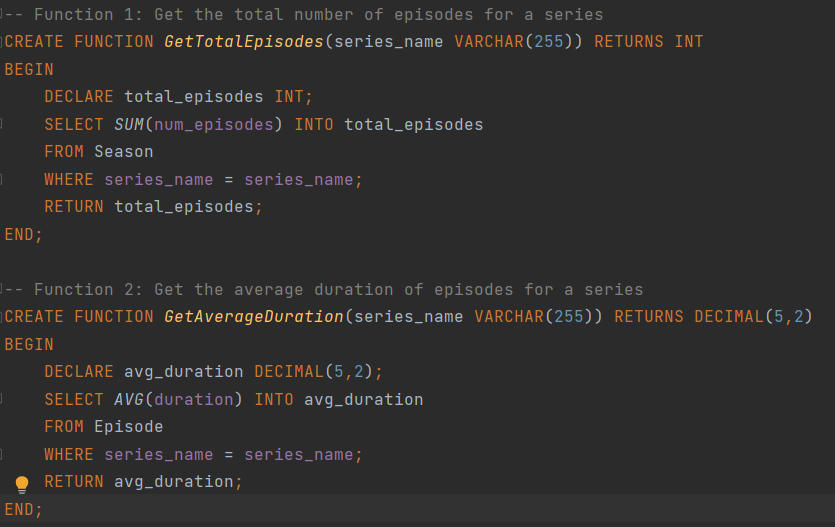 -- Function 1: Get the total number of episodes for a series
CREATE FUNCTION GetTotalEpisodes(series_name VARCHAR(255)) RETURNS INT
BEGIN
    DECLARE total_episodes INT;
    SELECT SUM(num_episodes) INTO total_episodes
    FROM Season
    WHERE series_name = series_name;
    RETURN total_episodes;
END;

-- Function 2: Get the average duration of episodes for a series
CREATE FUNCTION GetAverageDuration(series_name VARCHAR(255)) RETURNS DECIMAL(5,2)
BEGIN
    DECLARE avg_duration DECIMAL(5,2);
    SELECT AVG(duration) INTO avg_duration
    FROM Episode
    WHERE series_name = series_name;
    RETURN avg_duration;
END;